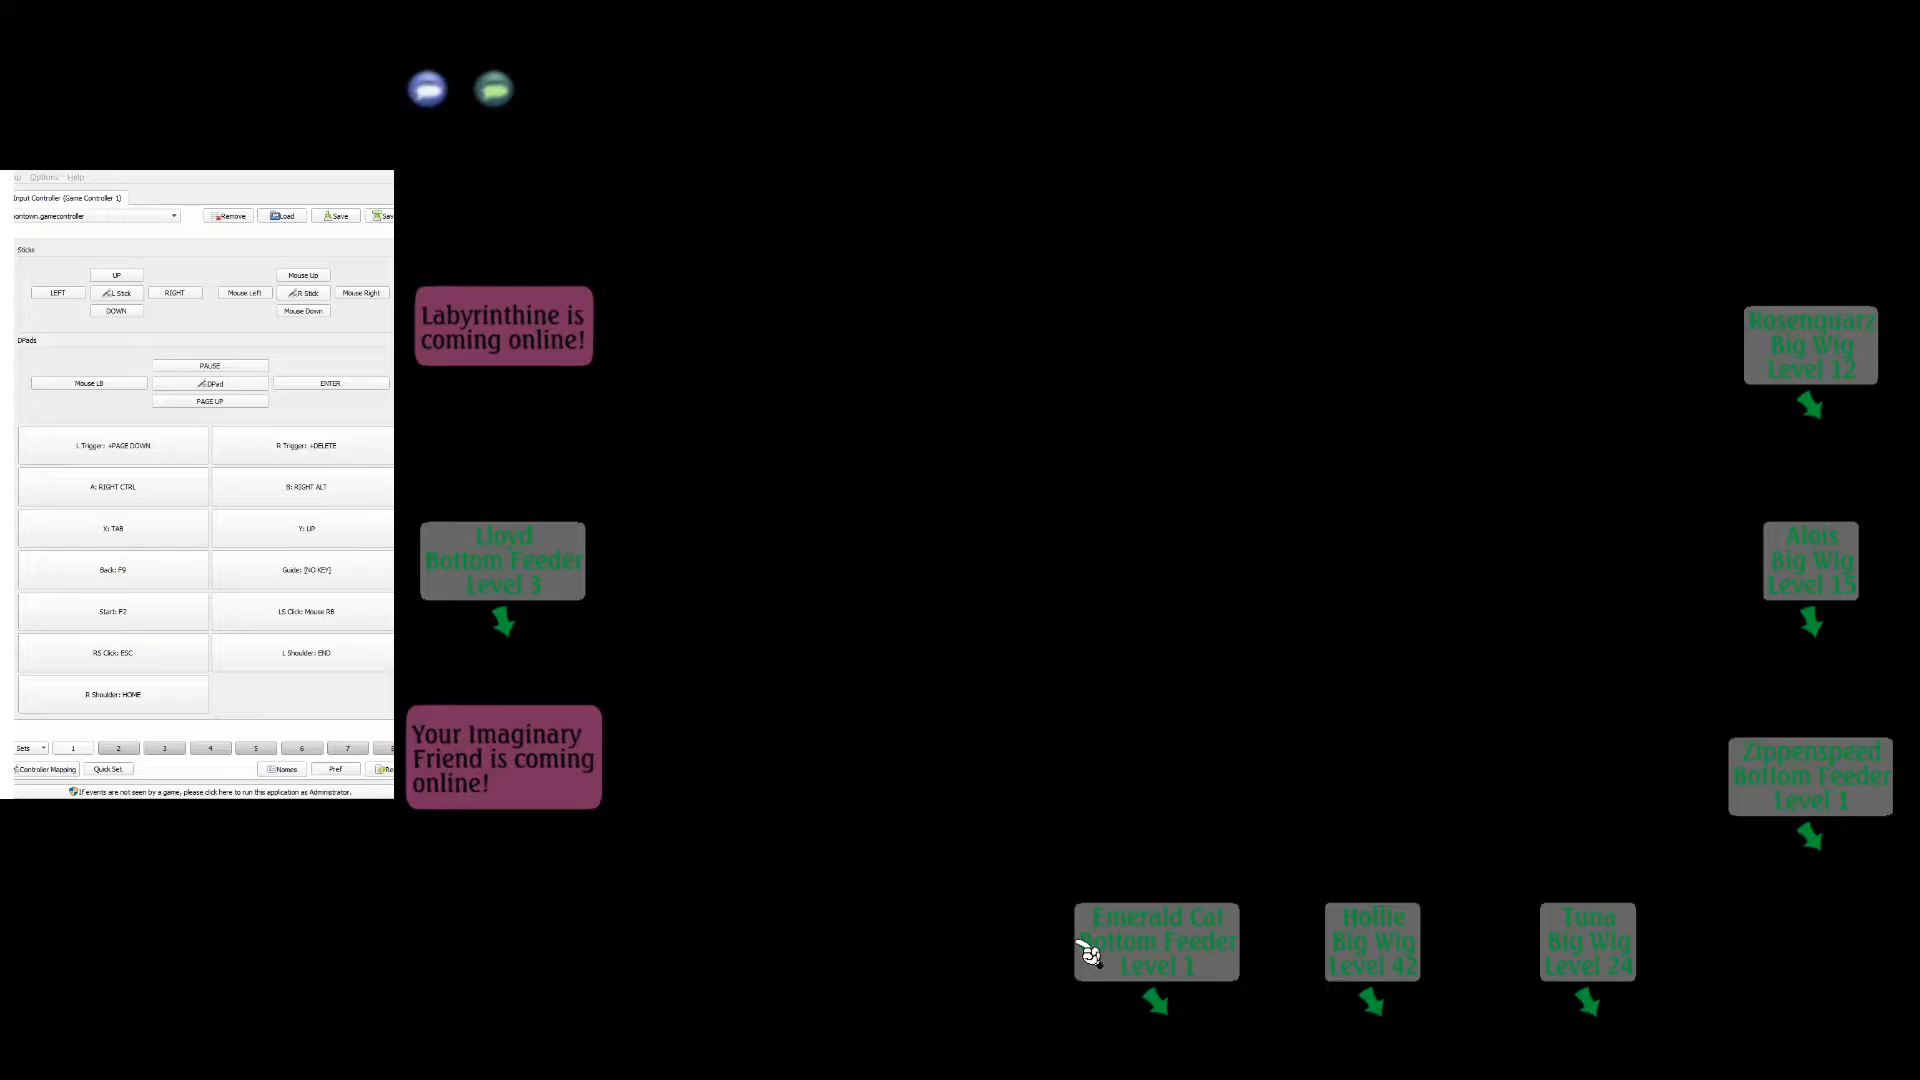 Options Help
Input Controller (Game Controller 1)
ontown.gamecontroller
Remove Load Save
Sticks
UP Mouse Up
LEFT L Stick RIGHT Mouse Left R Stick Mouse Right
DOWN Mouse Down
DPads
PAUSE
Mouse LB DPad ENTER
PAGE UP
L Trigger: +PAGE DOWN R Trigger: +DELETE
A: RIGHT CTRL B: RIGHT ALT
X: TAB Y: UP
Back: F9 Guide: [NO KEY]
Start: F2 LS Click: Mouse RB
RS Click: ESC L Shoulder: END
R Shoulder: HOME
Sets 1 2 3 4 5 6 7 8
Controller Mapping Quick Set Names Pref Re
If events are not seen by a game, please click here to run this application as Administrator.
Labyrinthine is
coming online!
Lloyd
Bottom Feeder
Level 3
Your Imaginary
Friend is coming
online!
Rosenquarz
Big Wig
Level 12
Alois
Big Wig
Level 15
Zippenspeed
Bottom Feeder
Level 1
Emerald Cat
Bottom Feeder
Level 1
Hollie
Big Wig
Level 42
Tuna
Big Wig
Level 24